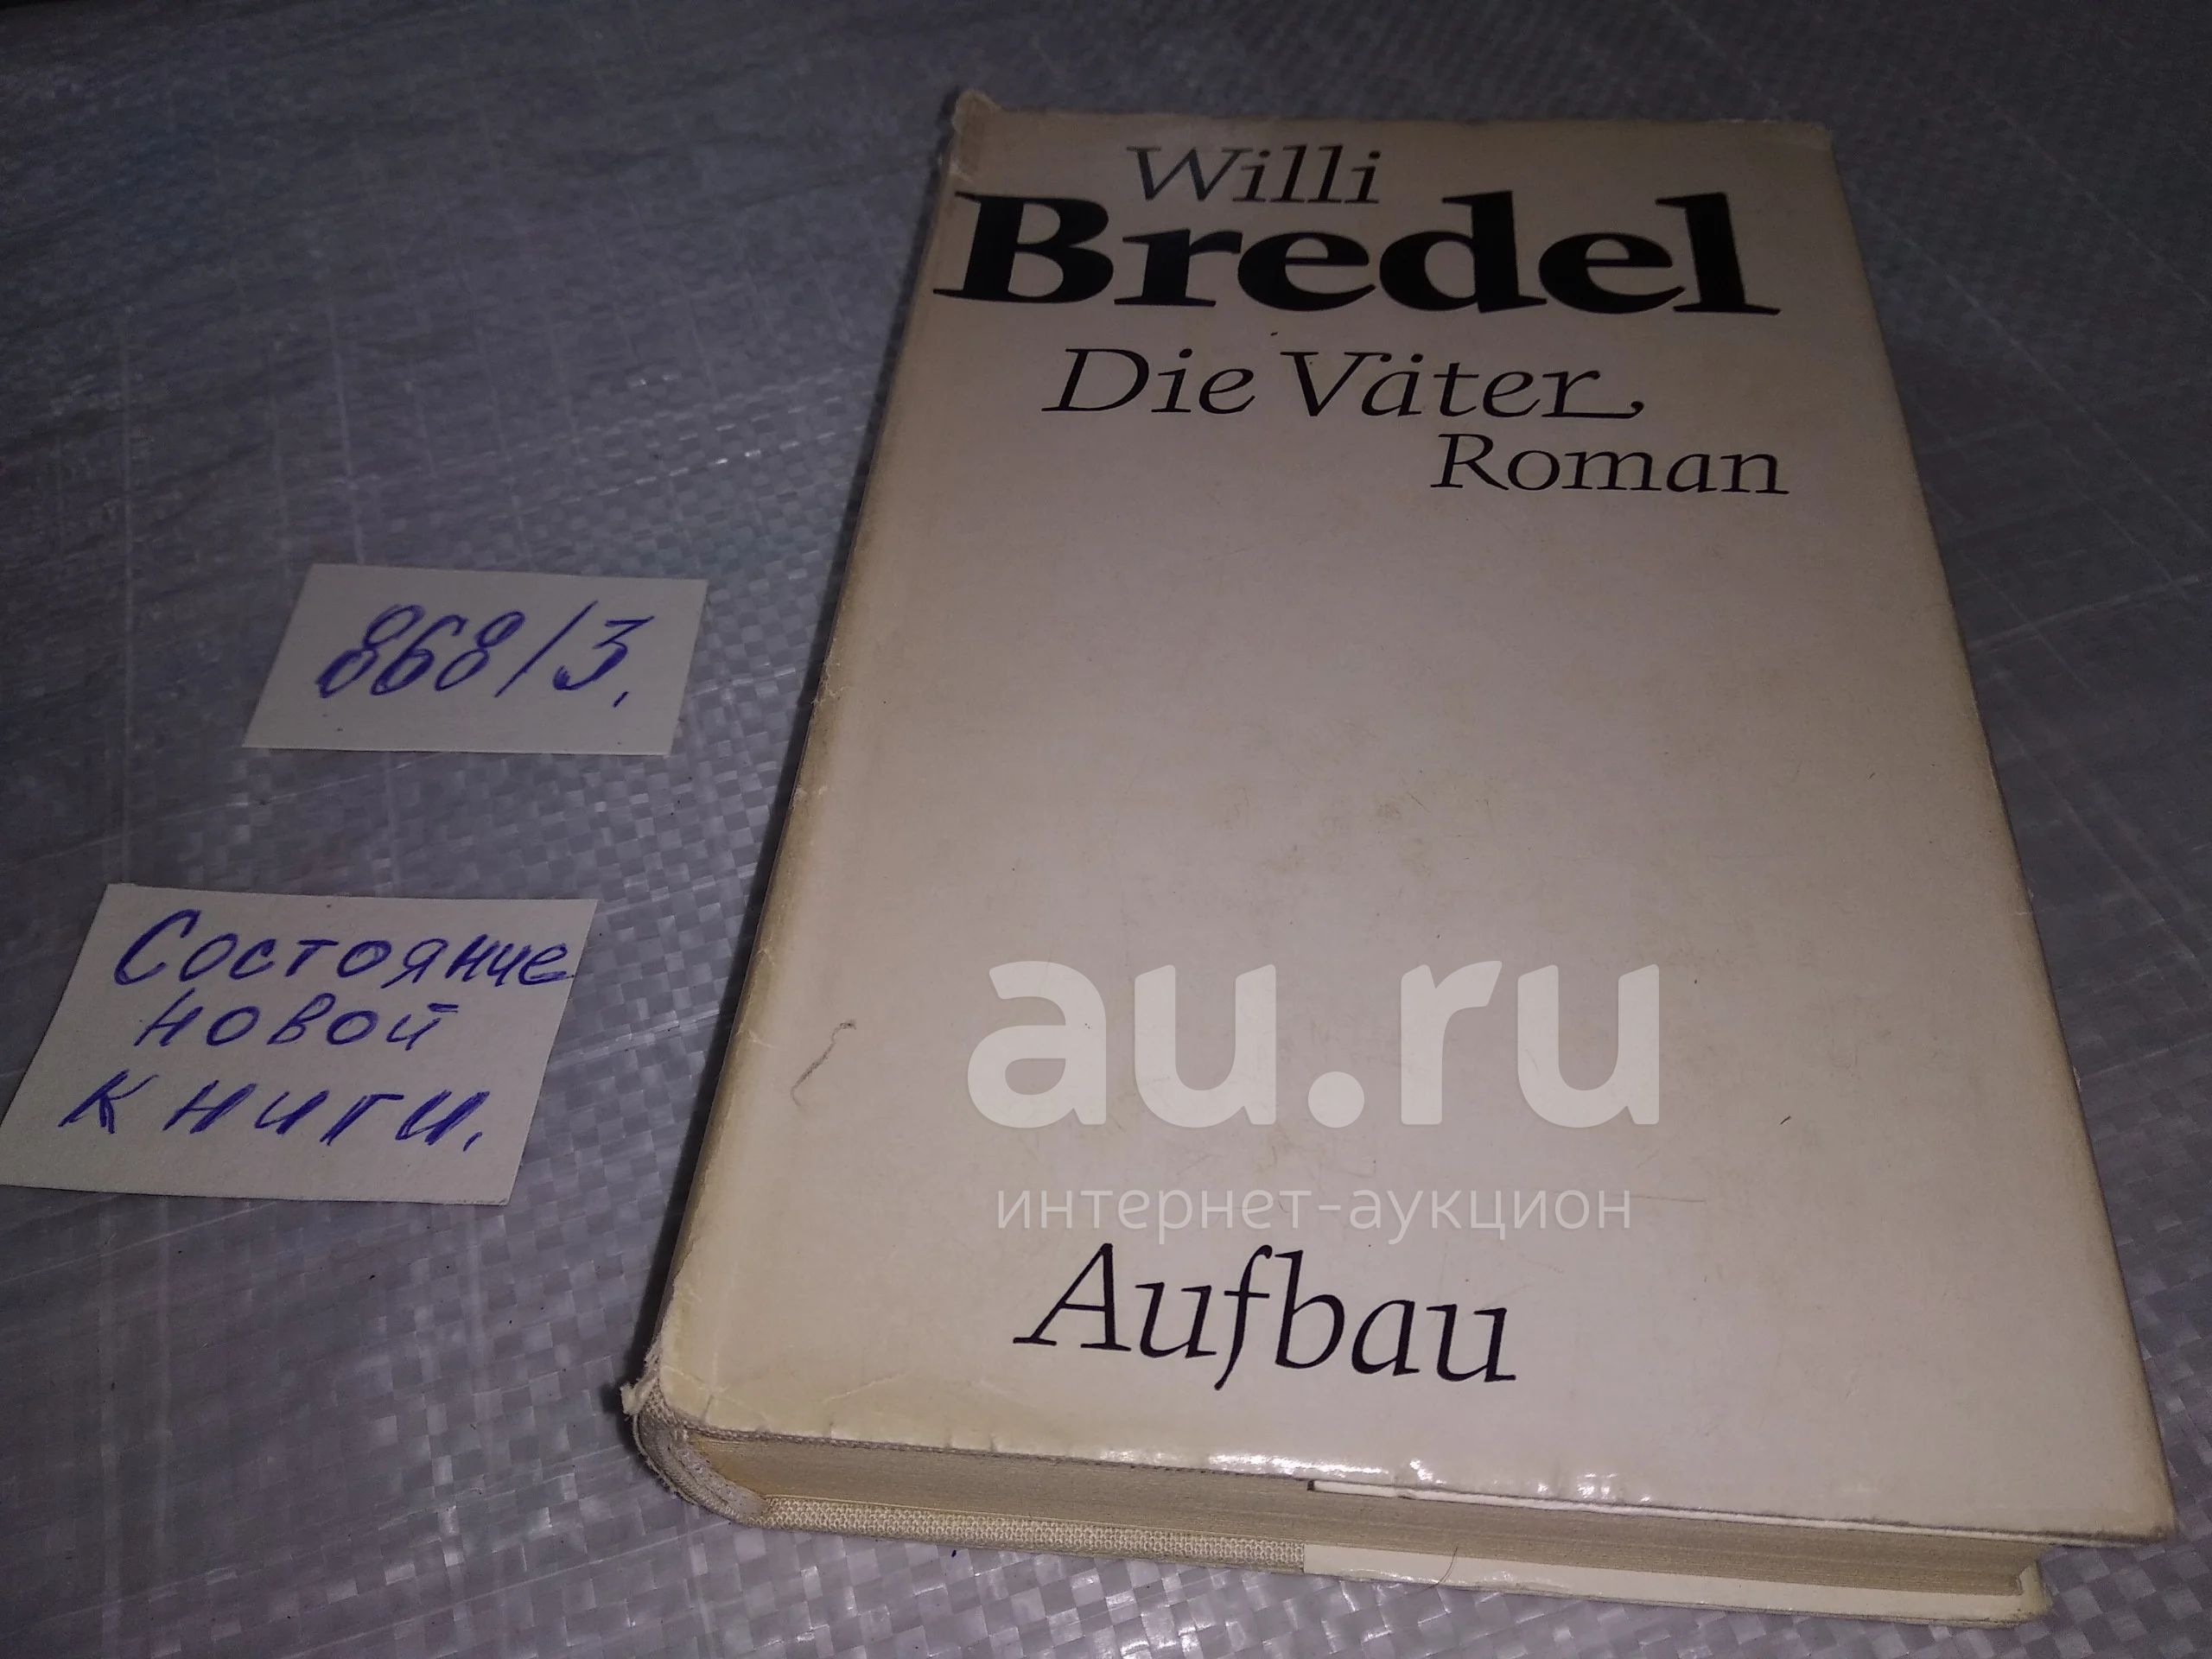 Willi
Bredel
Die Väter
Roman
868/3.
Состояние
новой
книги.
au.ru
интернет-аукцион
Aufbau